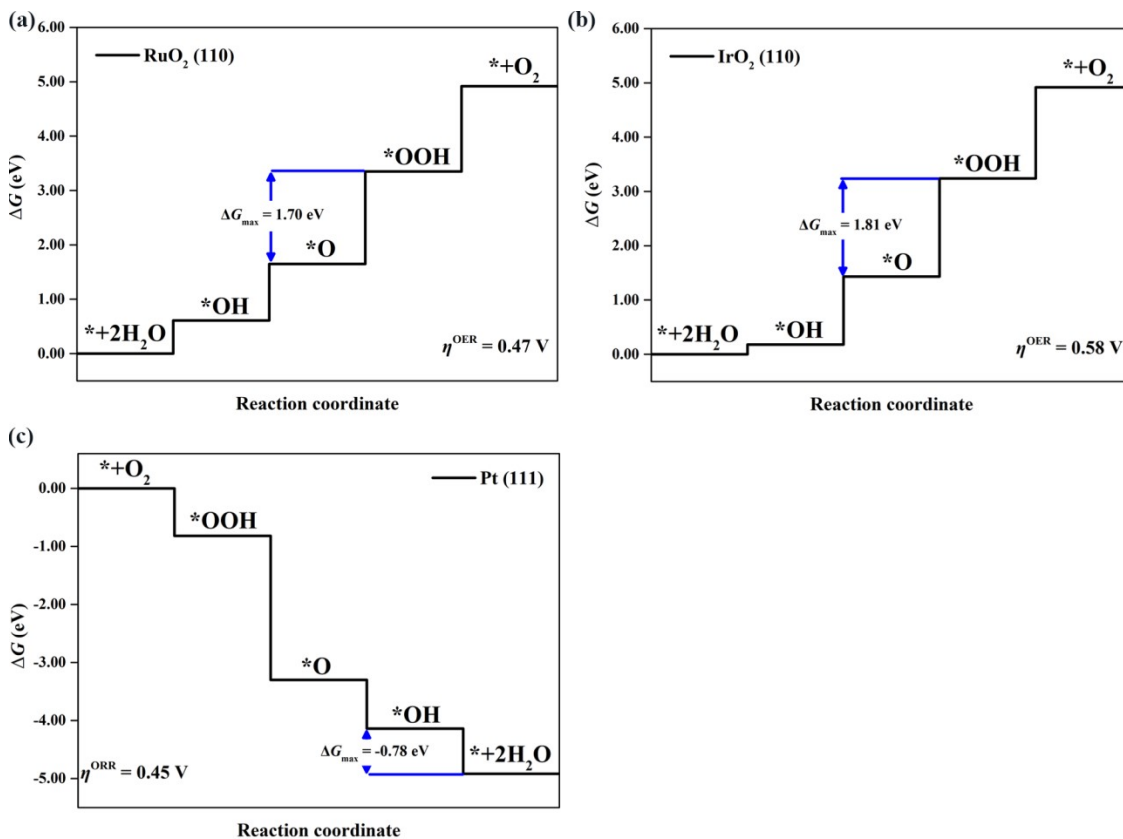 (a)
6.00
5.00
4.00
3.00
2.00
1.00
0.00
ΔG (eV)
RuO₂ (110)
*+2H₂O
*OH
*O
*OOH
*+O₂
ΔGₘₐₓ = 1.70 eV
ηᴼᴱᴿ = 0.47 V
Reaction coordinate
(b)
6.00
5.00
4.00
3.00
2.00
1.00
0.00
ΔG (eV)
IrO₂ (110)
*+2H₂O
*OH
*O
*OOH
*+O₂
ΔGₘₐₓ = 1.81 eV
ηᴼᴱᴿ = 0.58 V
Reaction coordinate
(c)
0.00
-1.00
-2.00
-3.00
-4.00
-5.00
ΔG (eV)
Pt (111)
*+O₂
*OOH
*O
*OH
*+2H₂O
ΔGₘₐₓ = -0.78 eV
ηᴼᴿᴿ = 0.45 V
Reaction coordinate